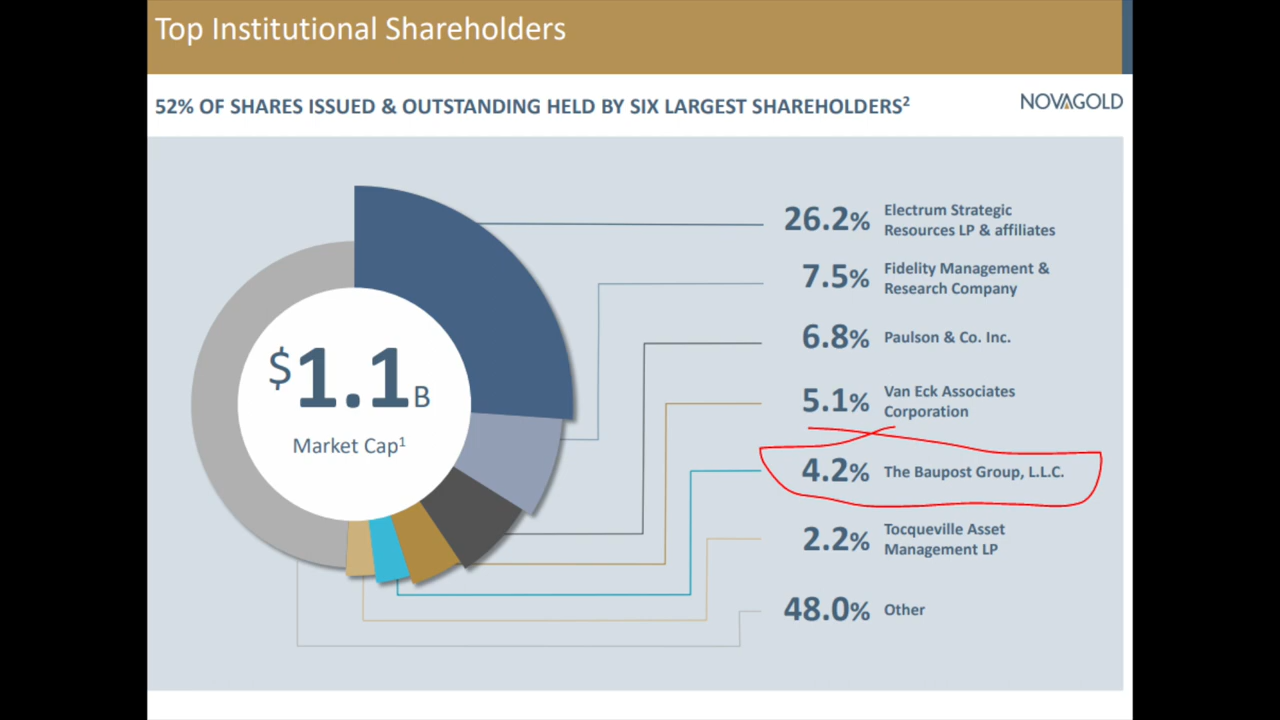 Top Institutional Shareholders
52% OF SHARES ISSUED & OUTSTANDING HELD BY SIX LARGEST SHAREHOLDERS²
NOVAGOLD
$1.1B
Market Cap¹
26.2% Electrum Strategic
Resources LP & affiliates
7.5% Fidelity Management &
Research Company
6.8% Paulson & Co. Inc.
5.1% Van Eck Associates
Corporation
4.2% The Baupost Group, L.L.C.
2.2% Tocqueville Asset
Management LP
48.0% Other